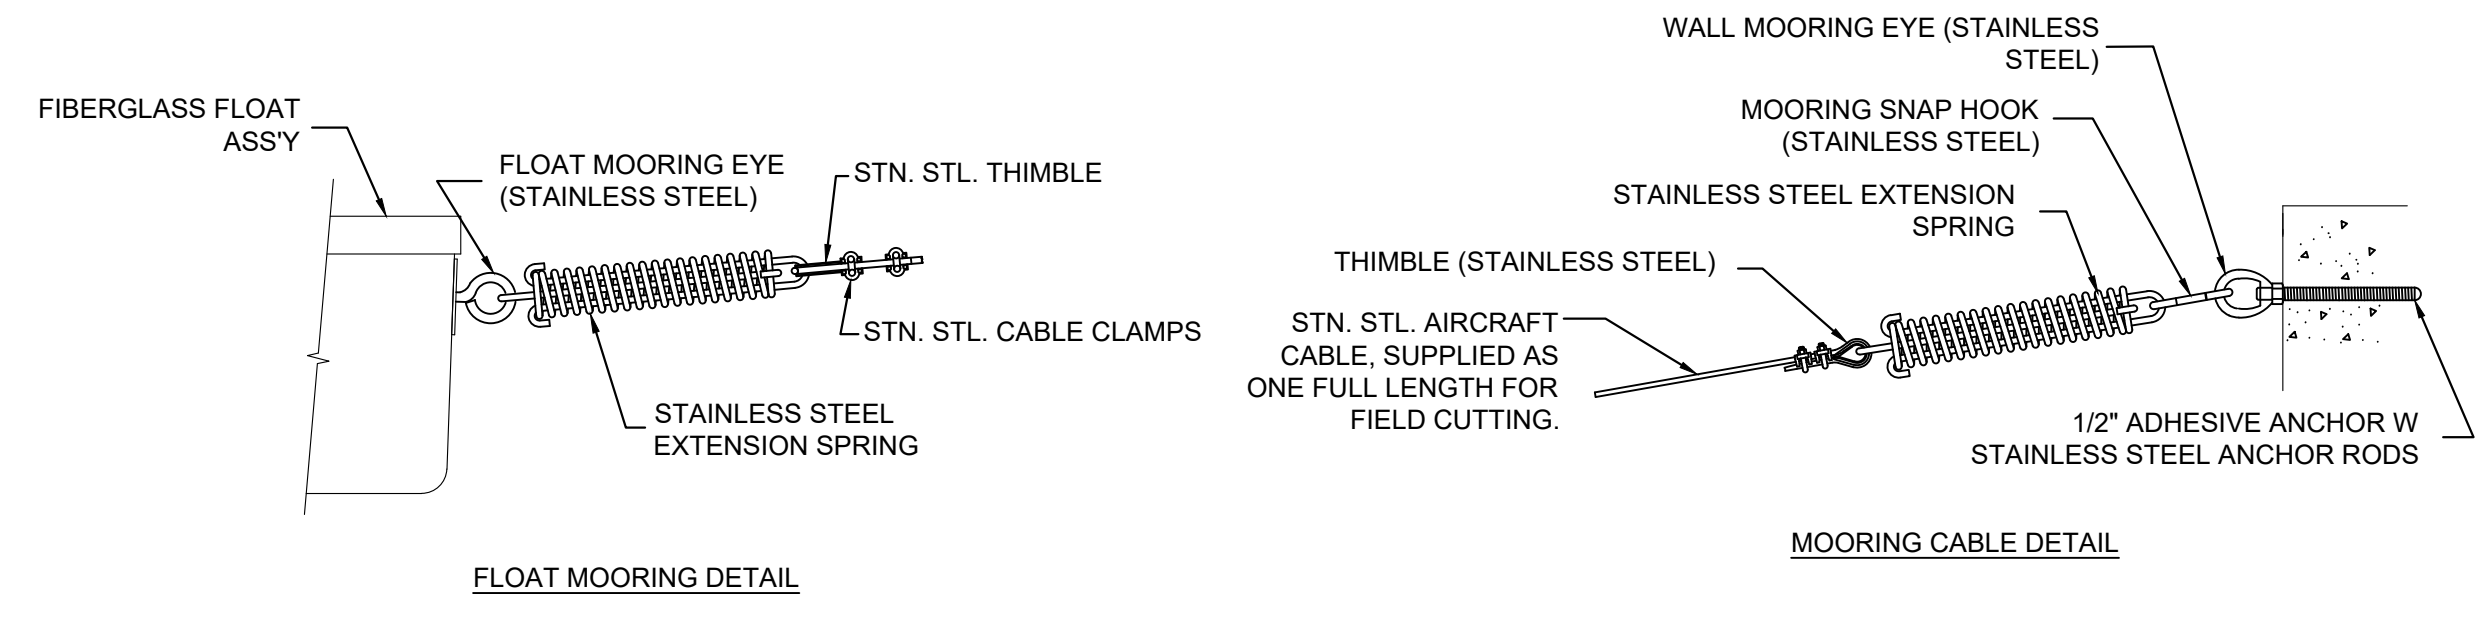 FIBERGLASS FLOAT
ASS'Y
FLOAT MOORING EYE
(STAINLESS STEEL)
STN. STL. THIMBLE
STN. STL. CABLE CLAMPS
STAINLESS STEEL
EXTENSION SPRING
FLOAT MOORING DETAIL
WALL MOORING EYE (STAINLESS
STEEL)
MOORING SNAP HOOK
(STAINLESS STEEL)
STAINLESS STEEL EXTENSION
SPRING
THIMBLE (STAINLESS STEEL)
STN. STL. AIRCRAFT
CABLE, SUPPLIED AS
ONE FULL LENGTH FOR
FIELD CUTTING.
1/2" ADHESIVE ANCHOR W
STAINLESS STEEL ANCHOR RODS
MOORING CABLE DETAIL